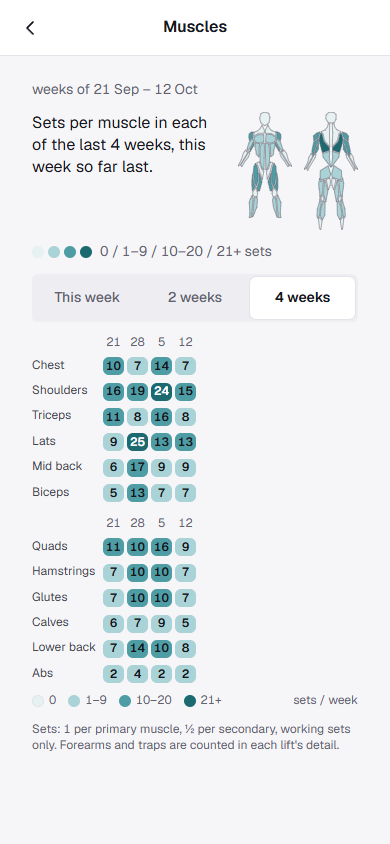 Muscles
weeks of 21 Sep – 12 Oct
Sets per muscle in each
of the last 4 weeks, this
week so far last.
0 / 1–9 / 10–20 / 21+ sets
This week 2 weeks 4 weeks
21 28 5 12
Chest 10 7 14 7
Shoulders 16 19 24 15
Triceps 11 8 16 8
Lats 9 25 13 13
Mid back 6 17 9 9
Biceps 5 13 7 7
21 28 5 12
Quads 11 10 16 9
Hamstrings 7 10 10 7
Glutes 7 10 10 7
Calves 6 7 9 5
Lower back 7 14 10 8
Abs 2 4 2 2
0 1–9 10–20 21+ sets / week
Sets: 1 per primary muscle, ½ per secondary, working sets
only. Forearms and traps are counted in each lift's detail.